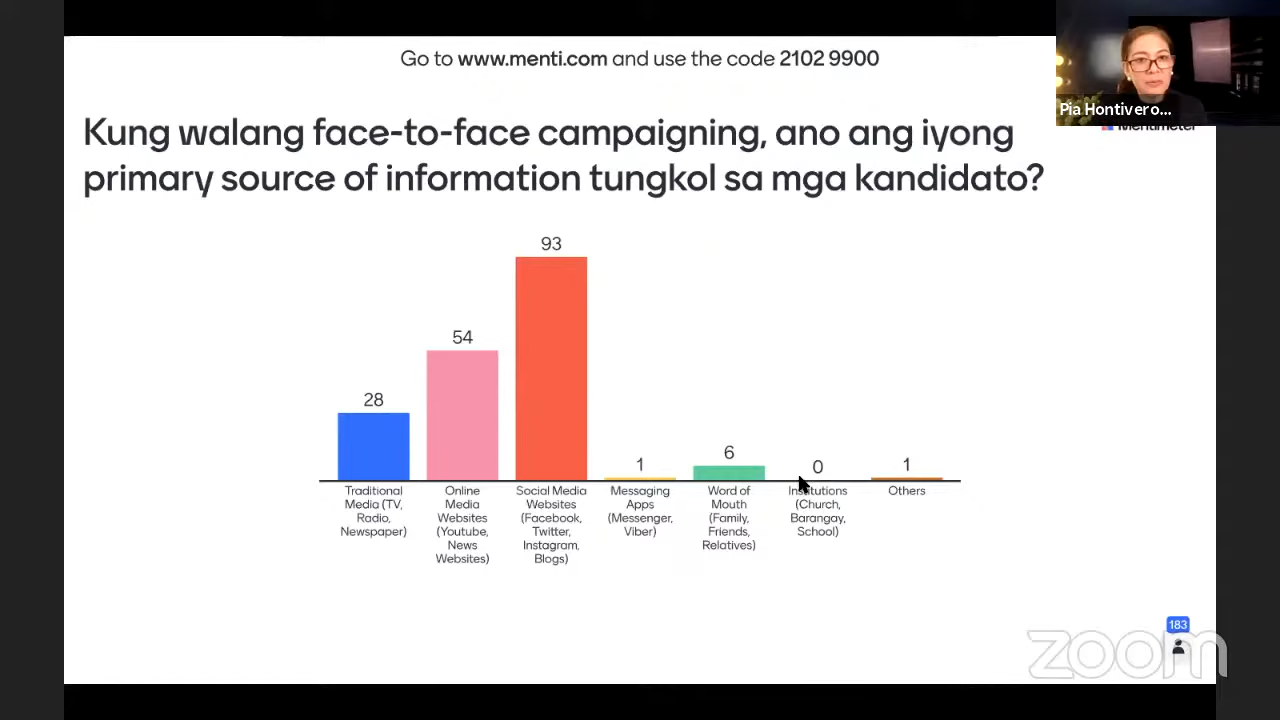 Go to www.menti.com and use the code 2102 9900
Pia Hontivero...
Mentimeter
Kung walang face-to-face campaigning, ano ang iyong
primary source of information tungkol sa mga kandidato?
93
54
28
1
6
0
1
Traditional
Media (TV,
Radio,
Newspaper)
Online
Media
Websites
(Youtube,
News
Websites)
Social Media
Websites
(Facebook,
Twitter,
Instagram,
Blogs)
Messaging
Apps
(Messenger,
Viber)
Word of
Mouth
(Family,
Friends,
Relatives)
Institutions
(Church,
Barangay,
School)
Others
183
zoom